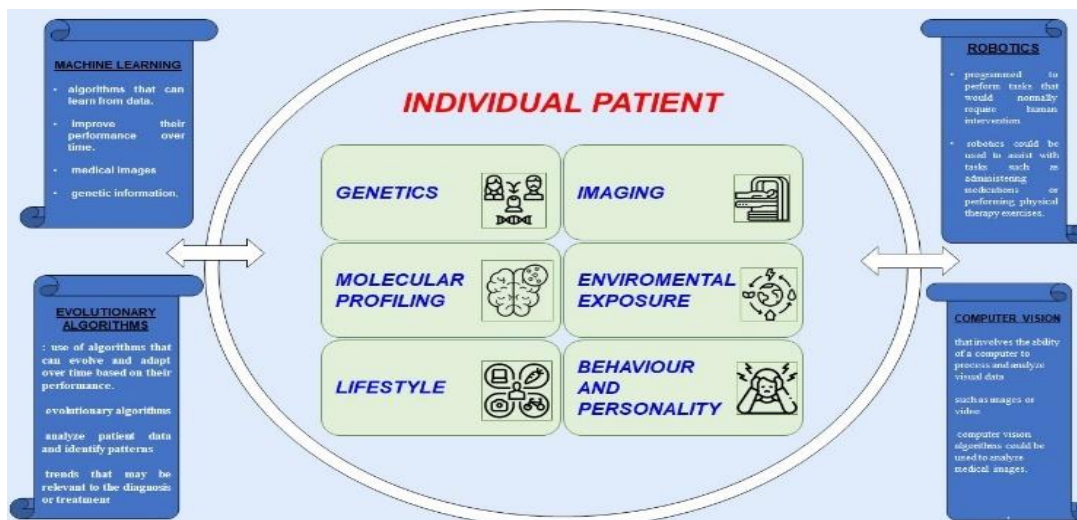 MACHINE LEARNING
• algorithms that can
learn from data.
• improve their
performance over
time.
• medical images
• genetic information.
EVOLUTIONARY
ALGORITHMS
: use of algorithms that
can evolve and adapt
over time based on their
performance.
evolutionary algorithms
analyze patient data
and identify patterns
trends that may be
relevant to the diagnosis
or treatment
INDIVIDUAL PATIENT
GENETICS
IMAGING
MOLECULAR
PROFILING
ENVIROMENTAL
EXPOSURE
LIFESTYLE
BEHAVIOUR
AND
PERSONALITY
ROBOTICS
• programmed to
perform tasks that
would normally
require human
intervention
• robotics could be
used to assist with
tasks such as
administering
medications or
performing physical
therapy exercises.
COMPUTER VISION
that involves the ability
of a computer to
process and analyze
visual data
such as images or
video.
computer vision
algorithms could be
used to analyze
medical images.